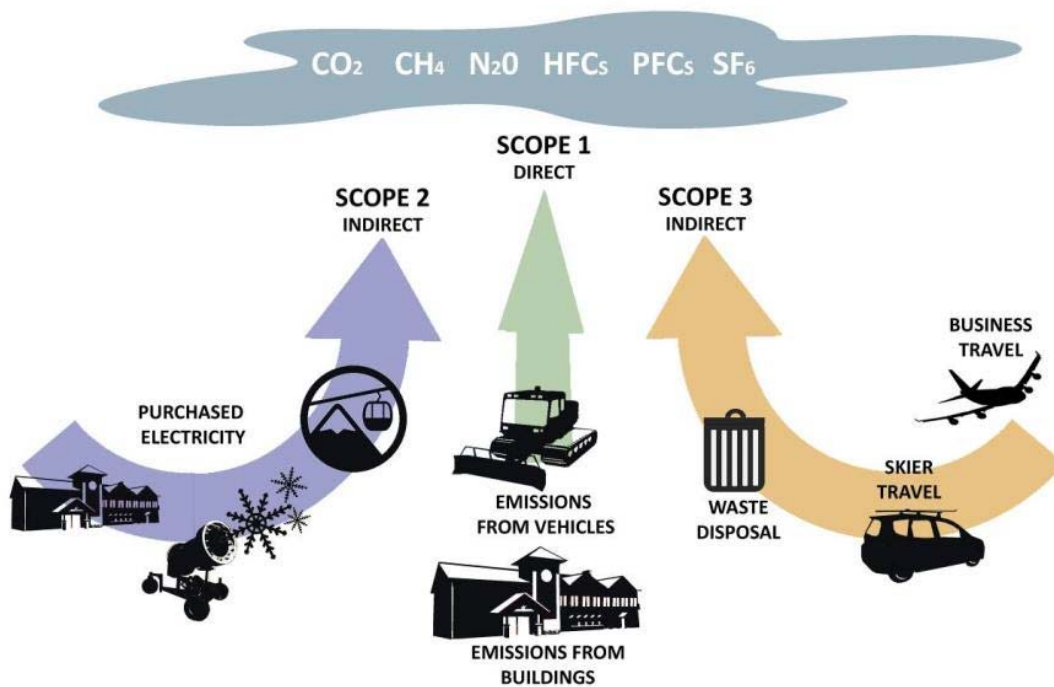 CO₂ CH₄ N₂0 HFCs PFCs SF₆
SCOPE 1
DIRECT
SCOPE 2
INDIRECT
SCOPE 3
INDIRECT
PURCHASED
ELECTRICITY
EMISSIONS
FROM VEHICLES
EMISSIONS FROM
BUILDINGS
WASTE
DISPOSAL
SKIER
TRAVEL
BUSINESS
TRAVEL